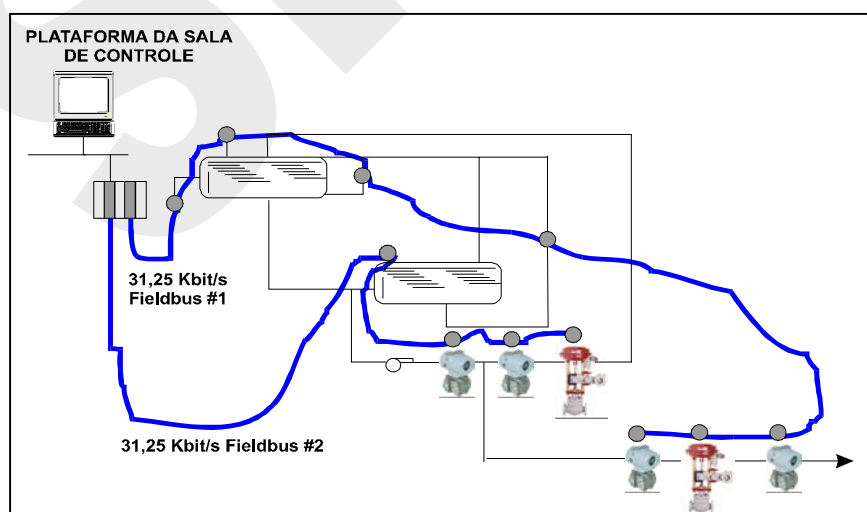 PLATAFORMA DA SALA
DE CONTROLE
31,25 Kbit/s
Fieldbus #1
31,25 Kbit/s Fieldbus #2